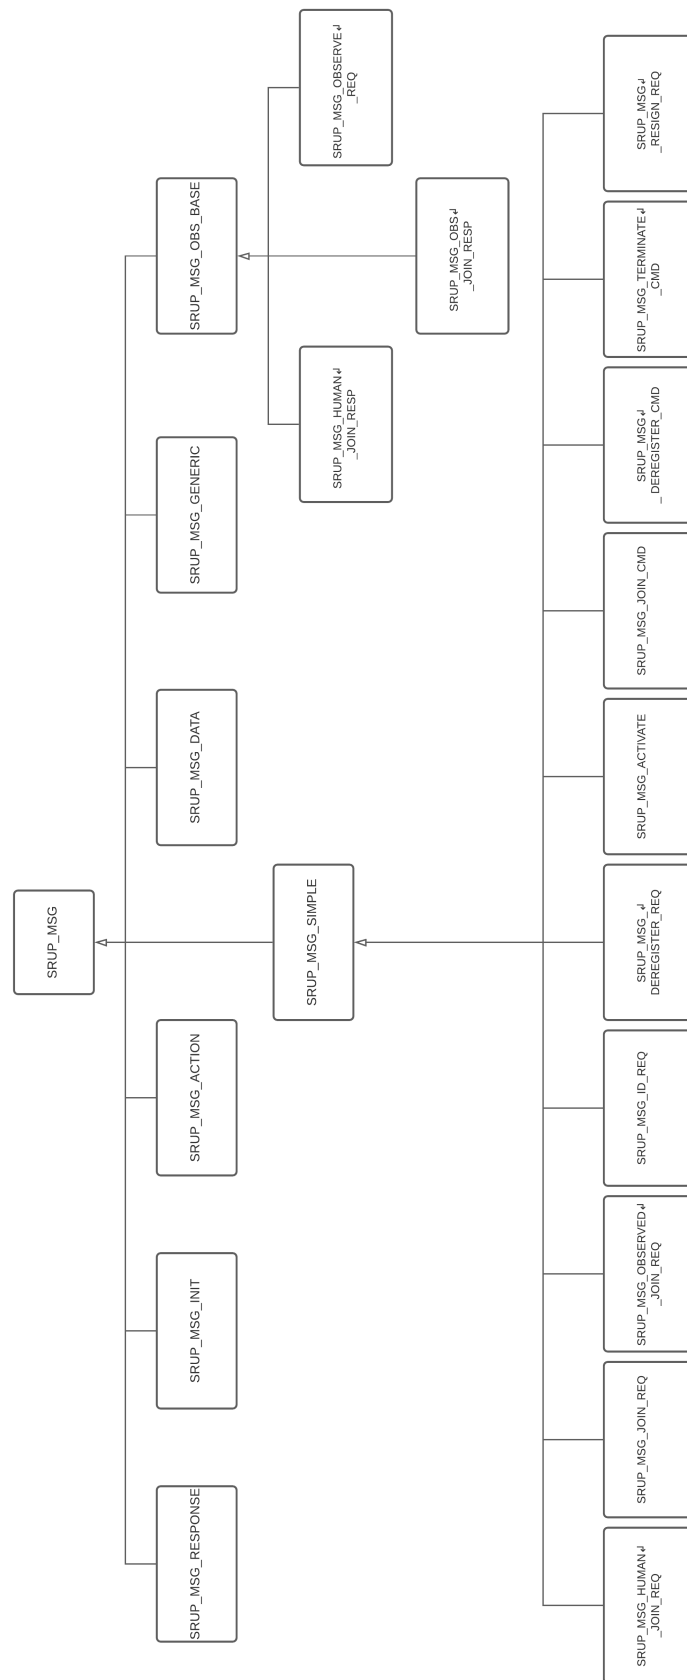 SRUP_MSG
SRUP_MSG_RESPONSE
SRUP_MSG_INIT
SRUP_MSG_ACTION
SRUP_MSG_DATA
SRUP_MSG_GENERIC
SRUP_MSG_OBS_BASE
SRUP_MSG_SIMPLE
SRUP_MSG_HUMAN↵
_JOIN_RESP
SRUP_MSG_OBSERVE↵
_REQ
SRUP_MSG_OBS↵
_JOIN_RESP
SRUP_MSG_HUMAN↵
_JOIN_REQ
SRUP_MSG_JOIN_REQ
SRUP_MSG_OBSERVED↵
_JOIN_REQ
SRUP_MSG_ID_REQ
SRUP_MSG_↵
DEREGISTER_REQ
SRUP_MSG_ACTIVATE
SRUP_MSG_JOIN_CMD
SRUP_MSG↵
_DEREGISTER_CMD
SRUP_MSG_TERMINATE↵
_CMD
SRUP_MSG↵
_RESIGN_REQ